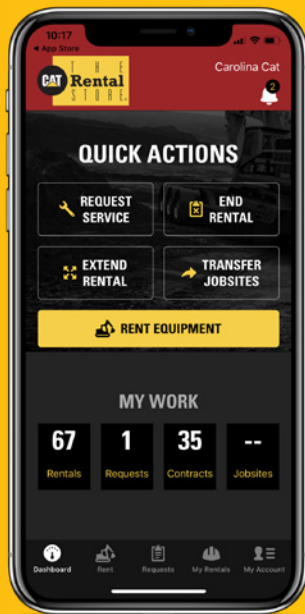 10:17
◀ App Store
THE
CAT Rental
STORE®
Carolina Cat
2
QUICK ACTIONS
REQUEST
SERVICE
END
RENTAL
EXTEND
RENTAL
TRANSFER
JOBSITES
RENT EQUIPMENT
MY WORK
67
Rentals
1
Requests
35
Contracts
--
Jobsites
Dashboard
Rent
Requests
My Rentals
My Account